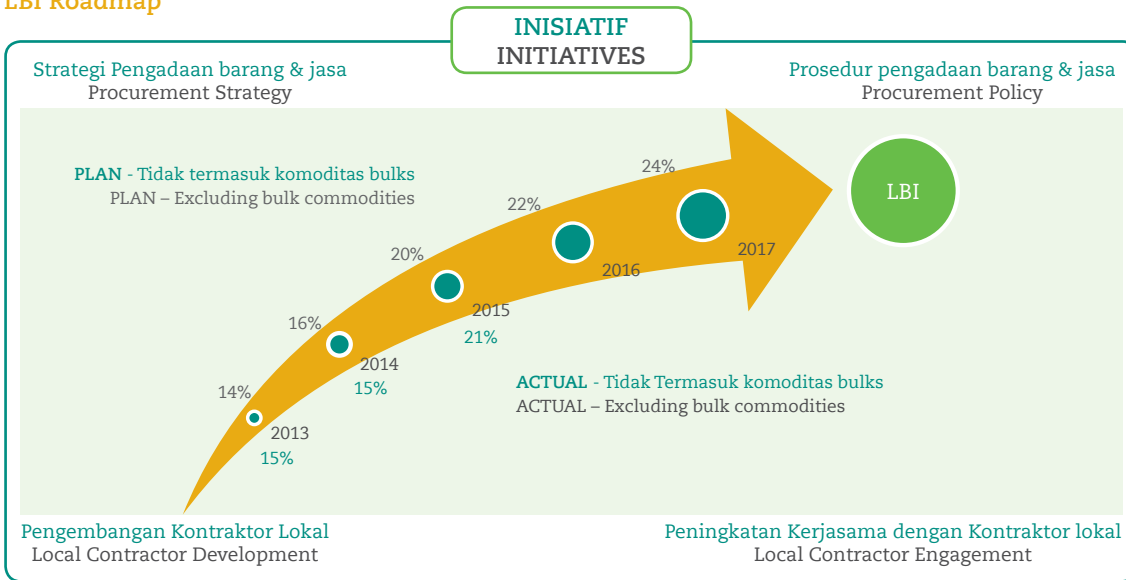 LBI Roadmap
INISIATIF
INITIATIVES
Strategi Pengadaan barang & jasa
Procurement Strategy
Prosedur pengadaan barang & jasa
Procurement Policy
PLAN - Tidak termasuk komoditas bulks
PLAN – Excluding bulk commodities
24%
LBI
22%
2017
20%
2016
2015
16%
21%
2014
15%
ACTUAL - Tidak Termasuk komoditas bulks
ACTUAL – Excluding bulk commodities
14%
2013
15%
Pengembangan Kontraktor Lokal
Local Contractor Development
Peningkatan Kerjasama dengan Kontraktor lokal
Local Contractor Engagement